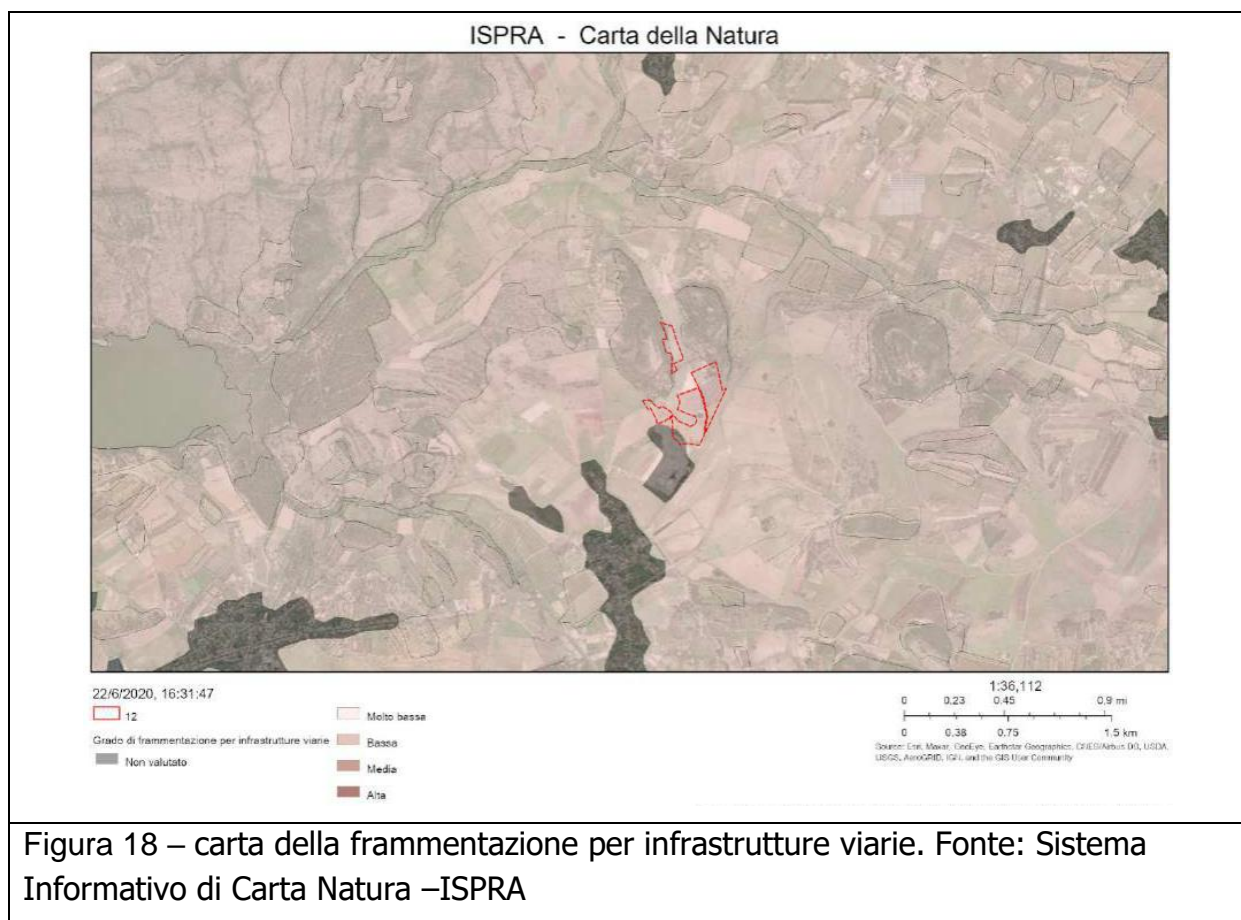 ISPRA - Carta della Natura
22/6/2020, 16:31:47
12
Grado di frammentazione per infrastrutture viarie
Non valutato
Molto bassa
Bassa
Media
Alta
1:36,112
0 0.23 0.45 0.9 mi
0 0.38 0.75 1.5 km
Source: Esri, Maxar, GeoEye, Earthstar Geographics, CNES/Airbus DS, USDA,
USGS, AeroGRID, IGN, and the GIS User Community
Figura 18 – carta della frammentazione per infrastrutture viarie. Fonte: Sistema
Informativo di Carta Natura –ISPRA